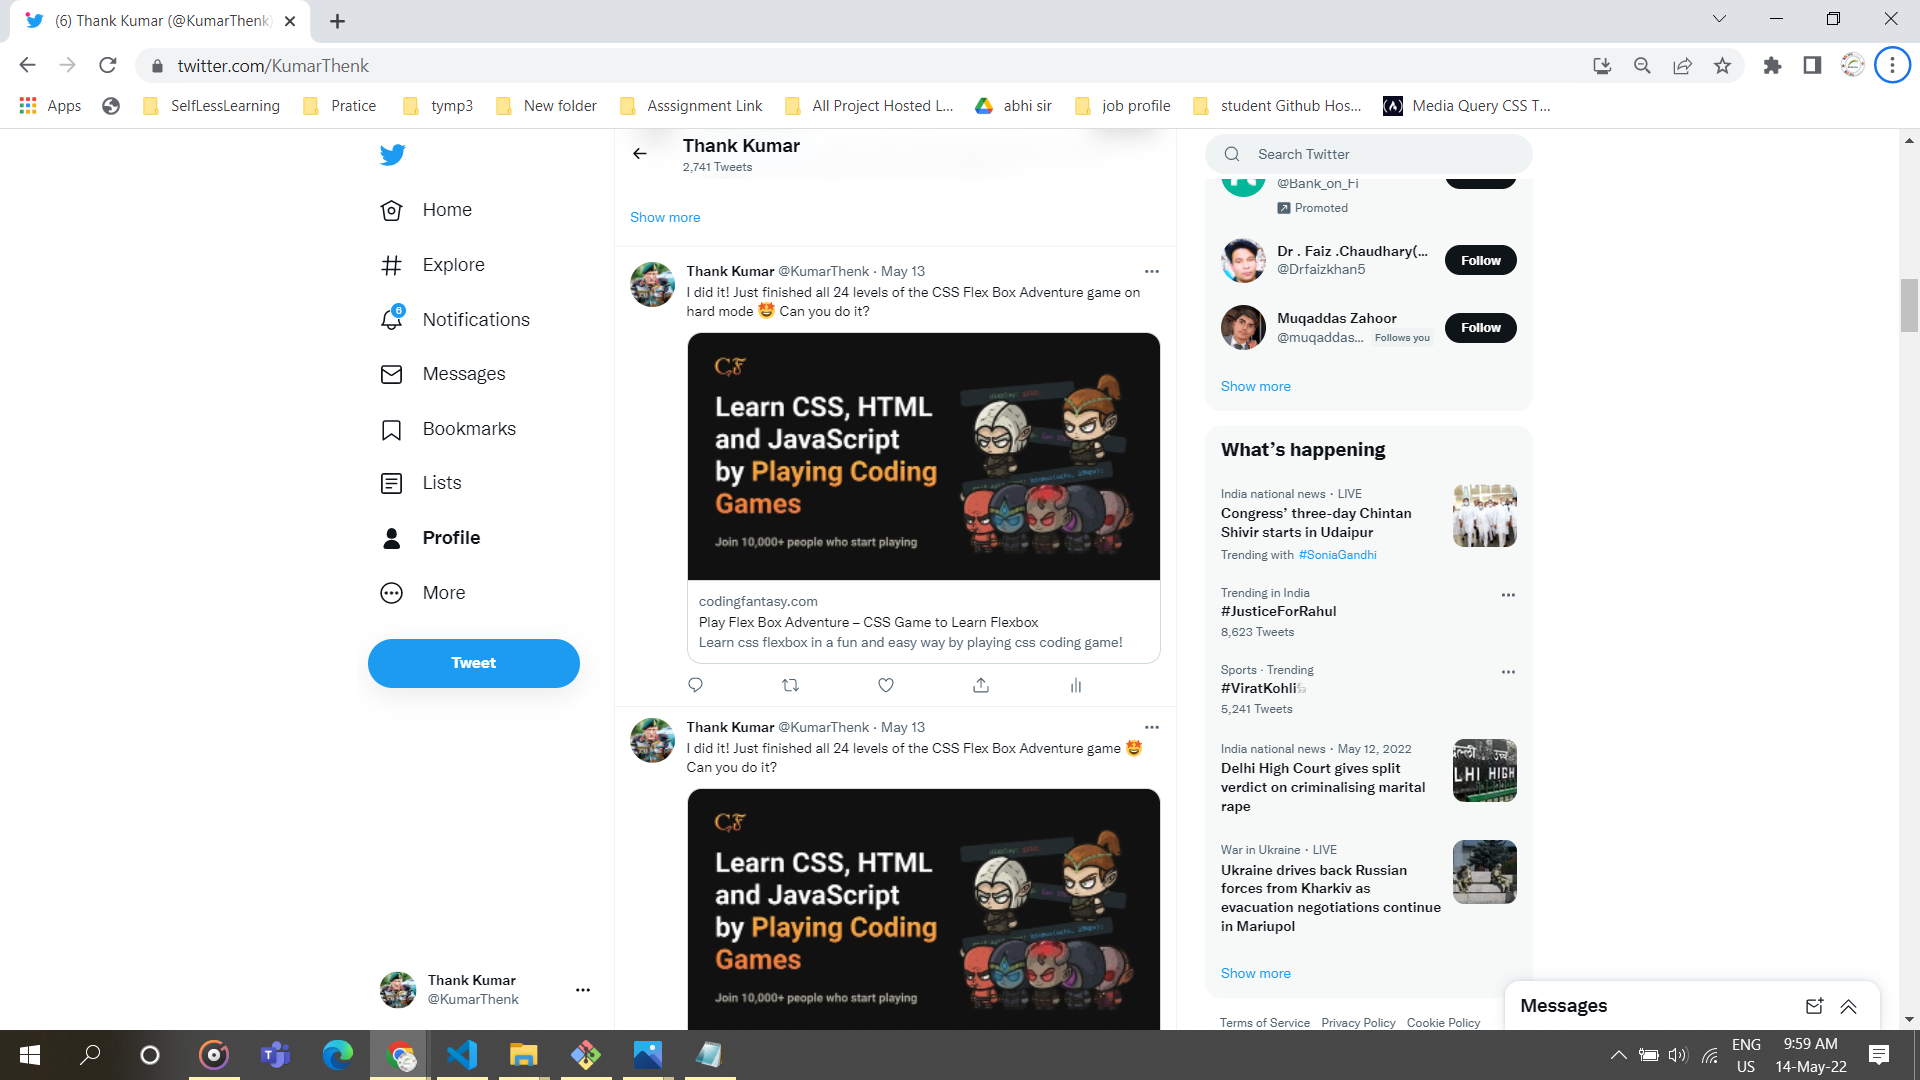 (6) Thank Kumar (@KumarThenk)
twitter.com/KumarThenk
Apps
SelfLessLearning
Pratice
tymp3
New folder
Asssignment Link
All Project Hosted L...
abhi sir
job profile
student Github Hos...
Media Query CSS T...
Home
Explore
6
Notifications
Messages
Bookmarks
Lists
Profile
More
Tweet
Thank Kumar
@KumarThenk
Thank Kumar
2,741 Tweets
Show more
Thank Kumar @KumarThenk · May 13
I did it! Just finished all 24 levels of the CSS Flex Box Adventure game on
hard mode 🤩 Can you do it?
CF
Learn CSS, HTML
and JavaScript
by Playing Coding
Games
Join 10,000+ people who start playing
codingfantasy.com
Play Flex Box Adventure – CSS Game to Learn Flexbox
Learn css flexbox in a fun and easy way by playing css coding game!
Thank Kumar @KumarThenk · May 13
I did it! Just finished all 24 levels of the CSS Flex Box Adventure game 🤩
Can you do it?
CF
Learn CSS, HTML
and JavaScript
by Playing Coding
Games
Join 10,000+ people who start playing
Search Twitter
@Bank_on_Fi
Promoted
Dr . Faiz .Chaudhary(...
@Drfaizkhan5
Follow
Muqaddas Zahoor
@muqaddas... Follows you
Follow
Show more
What's happening
India national news · LIVE
Congress' three-day Chintan
Shivir starts in Udaipur
Trending with #SoniaGandhi
Trending in India
#JusticeForRahul
8,623 Tweets
Sports · Trending
#ViratKohli
5,241 Tweets
India national news · May 12, 2022
Delhi High Court gives split
verdict on criminalising marital
rape
LHI HIGH
War in Ukraine · LIVE
Ukraine drives back Russian
forces from Kharkiv as
evacuation negotiations continue
in Mariupol
Show more
Terms of Service Privacy Policy Cookie Policy
Messages
ENG
US
9:59 AM
14-May-22